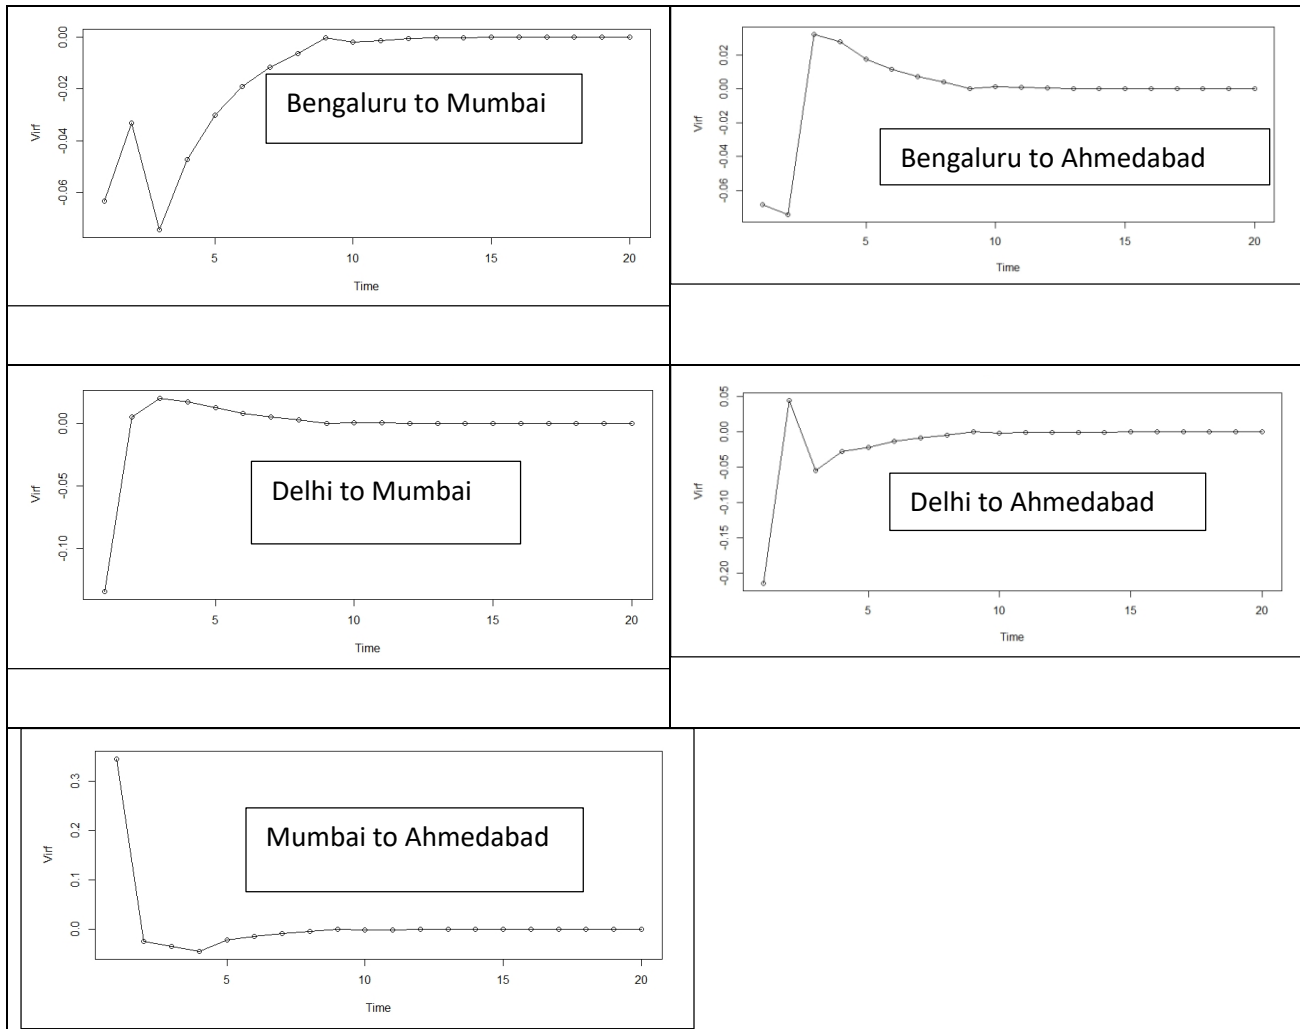 0.00
-0.02
-0.04
-0.06
Virf
Bengaluru to Mumbai
5 10 15 20
Time
0.02
0.00
-0.02
-0.04
-0.06
Virf
Bengaluru to Ahmedabad
5 10 15 20
Time
0.00
-0.05
-0.10
Virf
Delhi to Mumbai
5 10 15 20
Time
0.05
0.00
-0.05
-0.10
-0.15
-0.20
Virf
Delhi to Ahmedabad
5 10 15 20
Time
0.3
0.2
0.1
0.0
Virf
Mumbai to Ahmedabad
5 10 15 20
Time